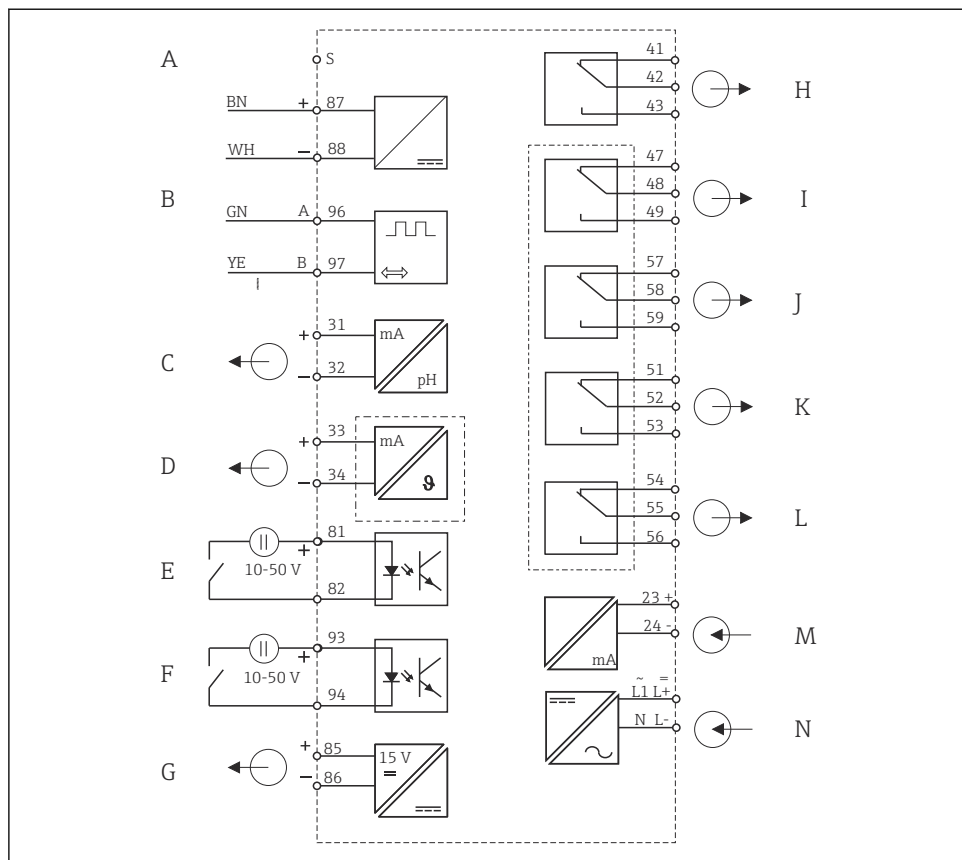 A
S
BN + 87
WH − 88
B
GN A 96
YE B 97
C
+ 31
− 32
mA
pH
D
+ 33
− 34
mA
ϑ
E
81
+
10-50 V
82
F
93
+
10-50 V
94
G
+ 85
− 86
15 V
41
42
43
H
47
48
49
I
57
58
59
J
51
52
53
K
54
55
56
L
23 +
24 -
mA
M
~ =
L1 L+
N L-
N